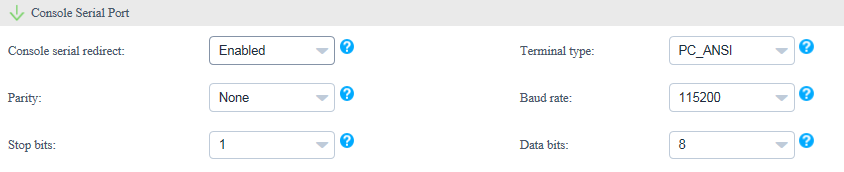 Console Serial Port
Console serial redirect: Enabled Terminal type: PC_ANSI
Parity: None Baud rate: 115200
Stop bits: 1 Data bits: 8